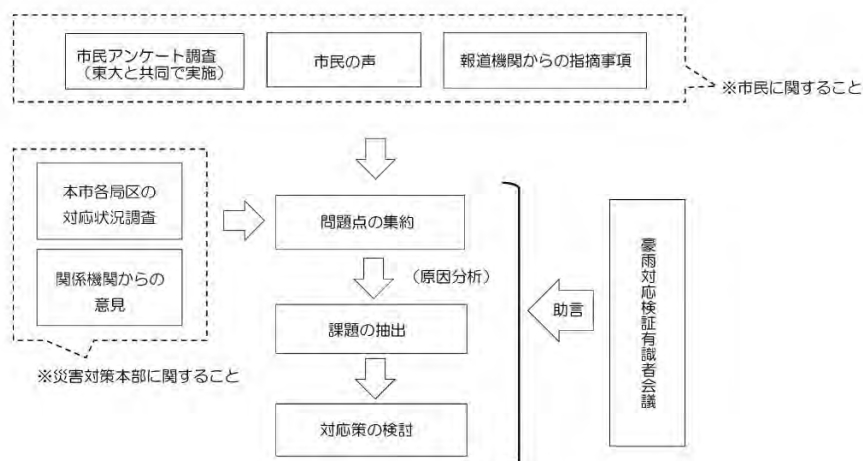 市民アンケート調査
（東大と共同で実施）
市民の声
報道機関からの指摘事項
※市民に関すること
本市各局区の
対応状況調査
関係機関からの
意見
※災害対策本部に関すること
問題点の集約
（原因分析）
課題の抽出
対応策の検討
助言
豪雨対応検証有識者会議